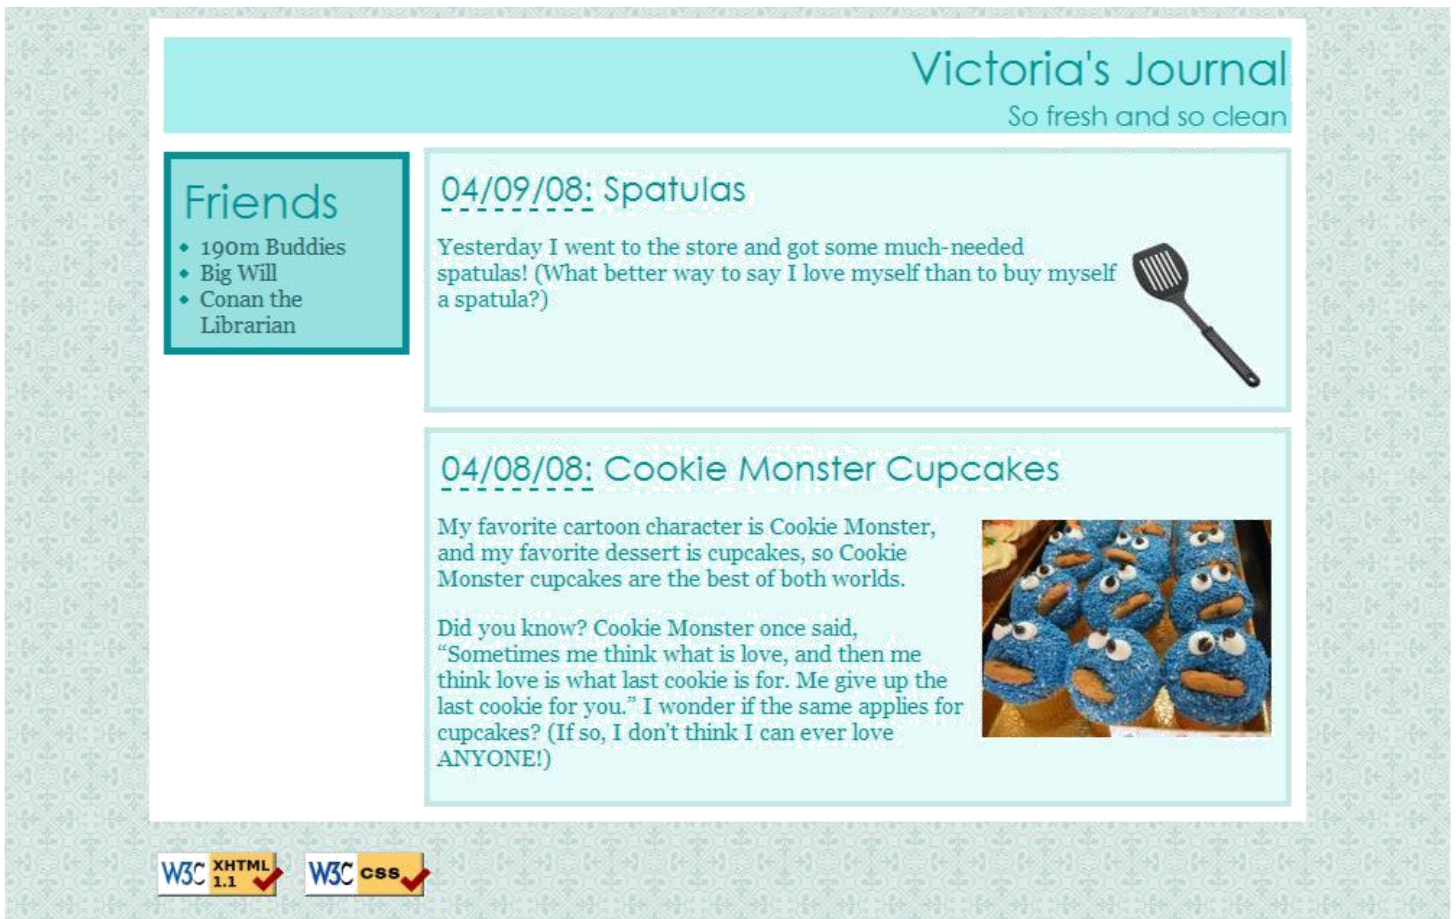 Victoria's Journal
So fresh and so clean
Friends
190m Buddies
Big Will
Conan the
Librarian
04/09/08: Spatulas
Yesterday I went to the store and got some much-needed
spatulas! (What better way to say I love myself than to buy myself
a spatula?)
04/08/08: Cookie Monster Cupcakes
My favorite cartoon character is Cookie Monster,
and my favorite dessert is cupcakes, so Cookie
Monster cupcakes are the best of both worlds.
Did you know? Cookie Monster once said,
“Sometimes me think what is love, and then me
think love is what last cookie is for. Me give up the
last cookie for you.” I wonder if the same applies for
cupcakes? (If so, I don't think I can ever love
ANYONE!)
W3C XHTML
1.1
W3C css